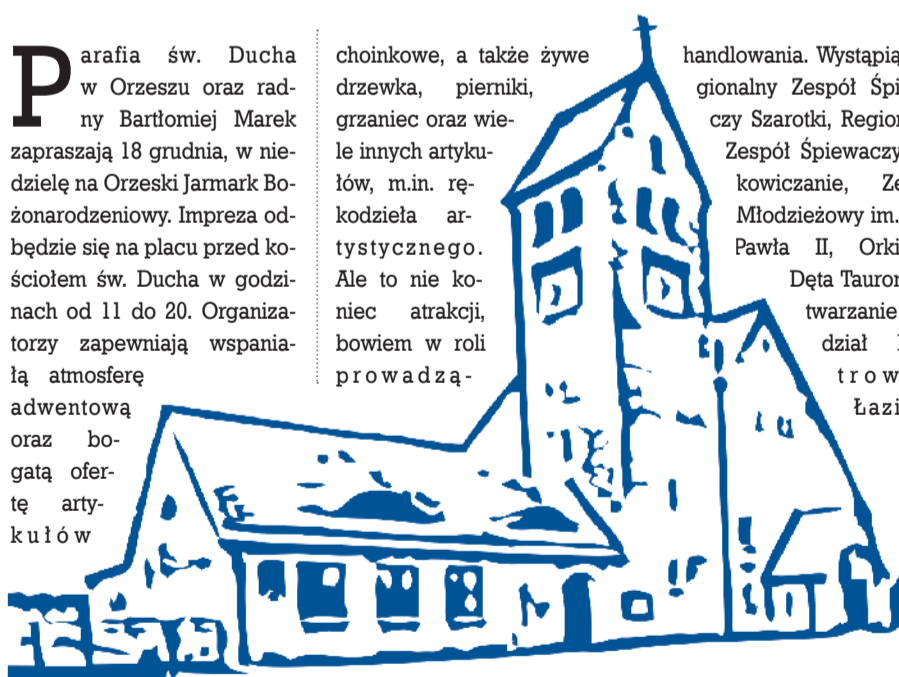 Parafia św. Ducha
w Orzeszu oraz rad-
ny Bartłomiej Marek
zapraszają 18 grudnia, w nie-
dzielę na Orzeski Jarmark Bo-
żonarodzeniowy. Impreza od-
będzie się na placu przed ko-
ściołem św. Ducha w godzi-
nach od 11 do 20. Organiza-
torzy zapewniają wspania-
łą atmosferę
adwentową
oraz bo-
gatą ofer-
tę arty-
kułów
choinkowe, a także żywe
drzewka, pierniki,
grzaniec oraz wie-
le innych artyku-
łów, m.in. rę-
kodzieła ar-
tystycznego.
Ale to nie ko-
niec atrakcji,
bowiem w roli
prowadzą-
handlowania. Wystąpią
gionalny Zespół Śpi
czy Szarotki, Region
Zespół Śpiewaczy
kowiczanie, Ze
Młodzieżowy im.
Pawła II, Orki
Dęta Tauron
twarzanie
dział
trow
Łazi